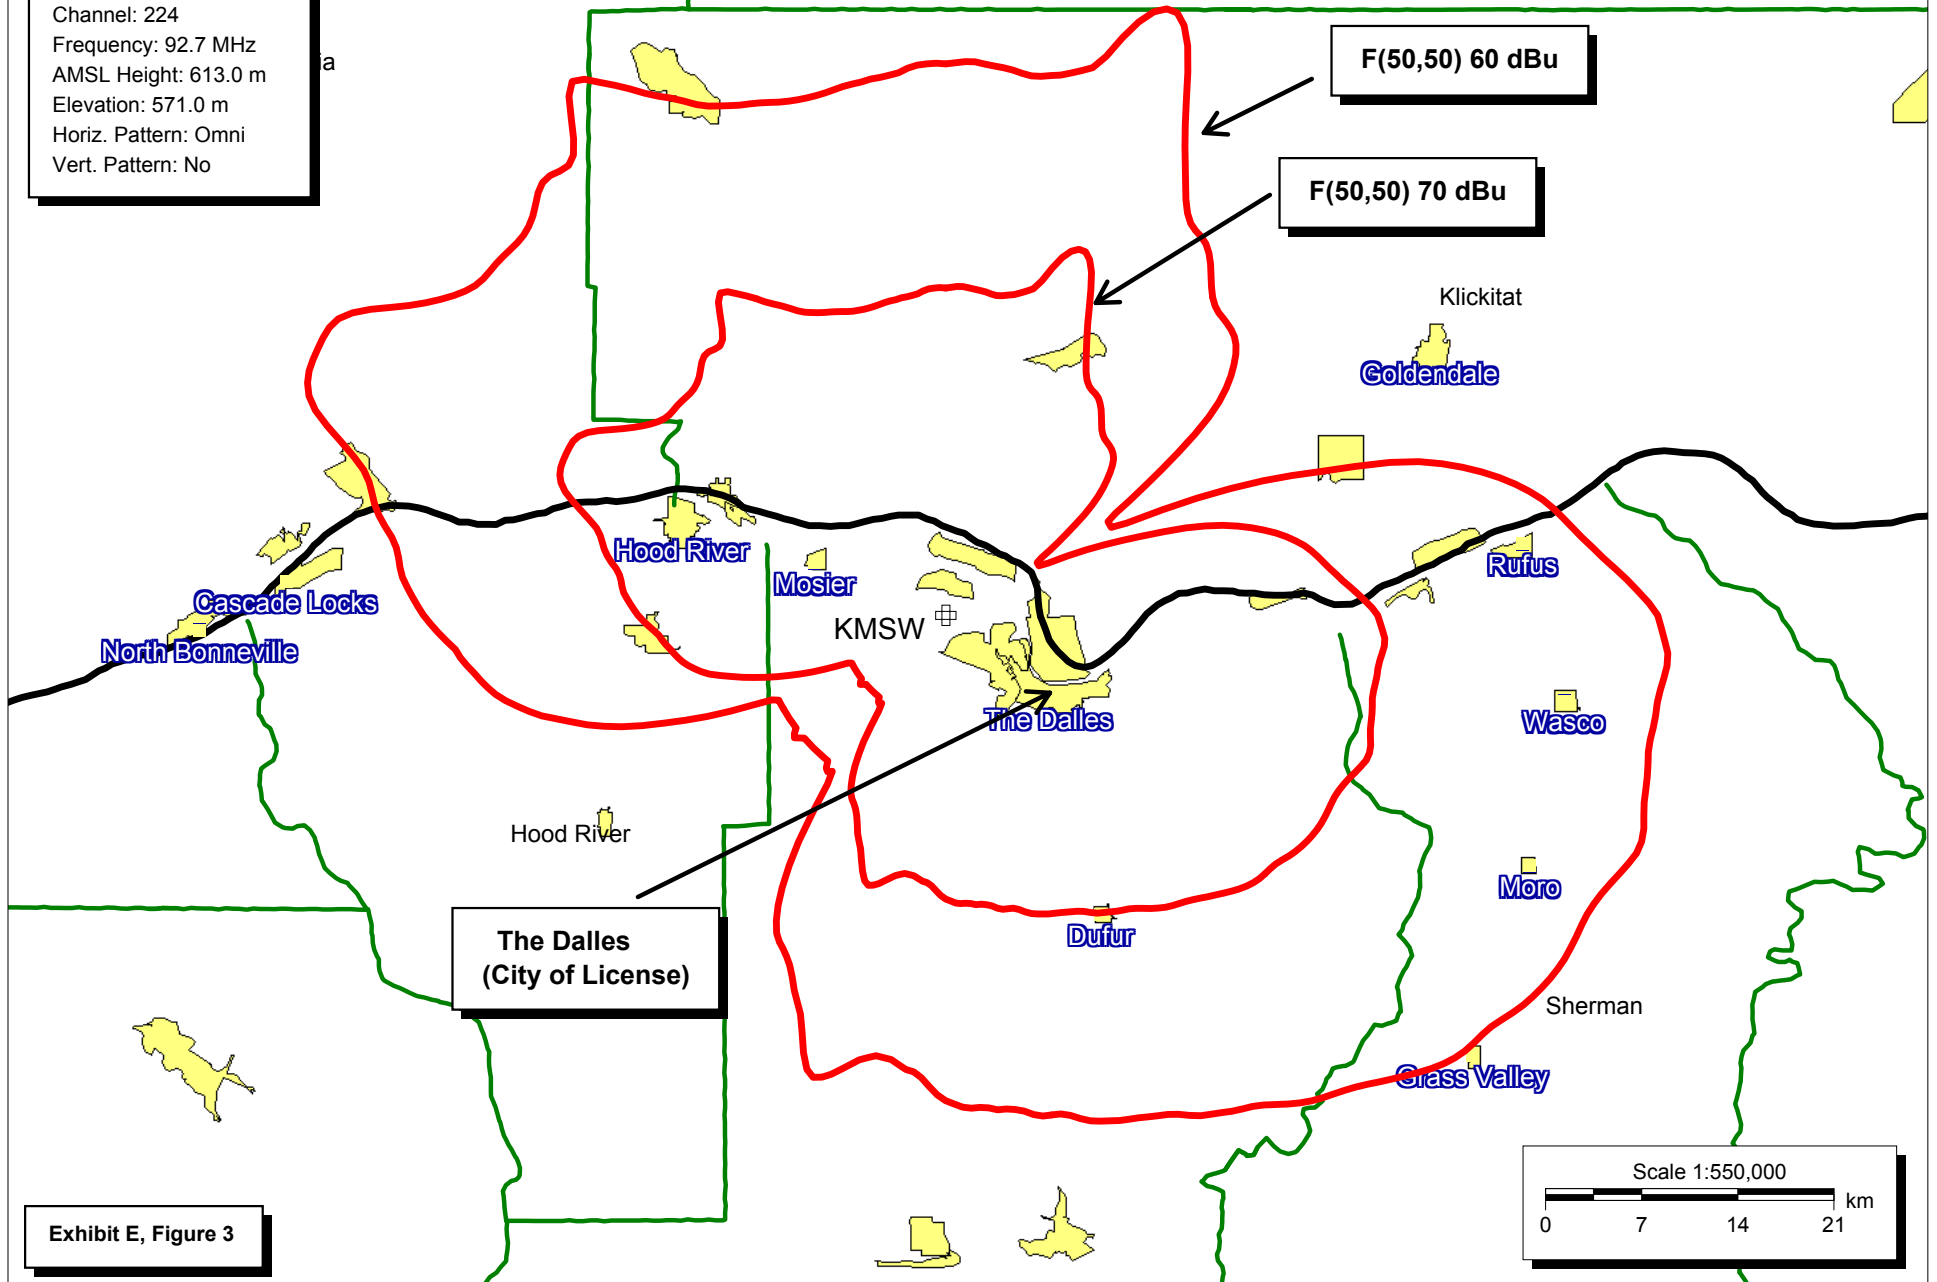 Channel: 224
Frequency: 92.7 MHz
AMSL Height: 613.0 m
Elevation: 571.0 m
Horiz. Pattern: Omni
Vert. Pattern: No
ia
F(50,50) 60 dBu
F(50,50) 70 dBu
Klickitat
Goldendale
Hood River
Mosier
Rufus
Cascade Locks
North Bonneville
KMSW
The Dalles
Wasco
Hood River
Moro
Dufur
The Dalles
(City of License)
Sherman
Grass Valley
Scale 1:550,000
km
0 7 14 21
Exhibit E, Figure 3